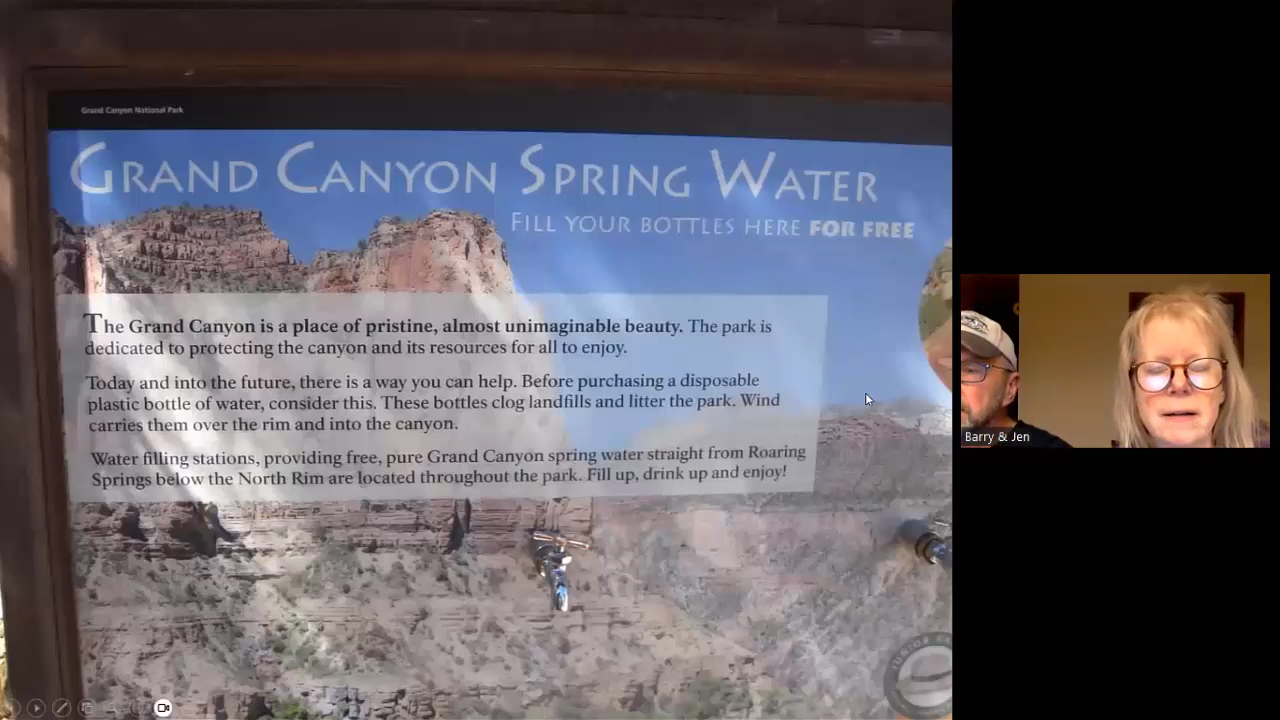 Grand Canyon National Park
GRAND CANYON SPRING WATER
FILL YOUR BOTTLES HERE FOR FREE
The Grand Canyon is a place of pristine, almost unimaginable beauty. The park is
dedicated to protecting the canyon and its resources for all to enjoy.
Today and into the future, there is a way you can help. Before purchasing a disposable
plastic bottle of water, consider this. These bottles clog landfills and litter the park. Wind
carries them over the rim and into the canyon.
Water filling stations, providing free, pure Grand Canyon spring water straight from Roaring
Springs below the North Rim are located throughout the park. Fill up, drink up and enjoy!
Barry & Jen
JUNIOR